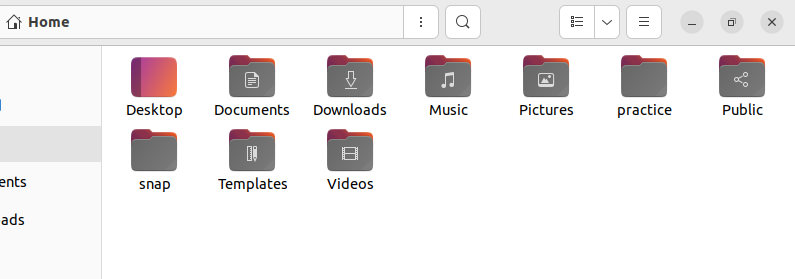 Home
Desktop Documents Downloads Music Pictures practice Public
snap Templates Videos
ents
ads